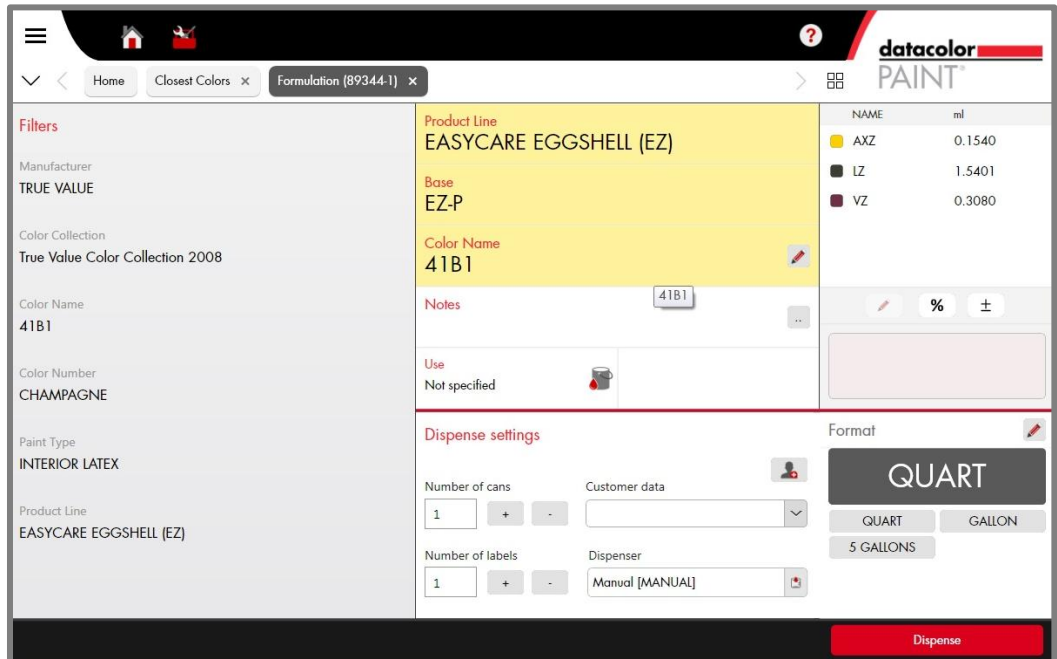 ?
datacolor
PAINT
Home
Closest Colors x
Formulation (89344-1) x
Filters
Manufacturer
TRUE VALUE
Color Collection
True Value Color Collection 2008
Color Name
41B1
Color Number
CHAMPAGNE
Paint Type
INTERIOR LATEX
Product Line
EASYCARE EGGSHELL (EZ)
Product Line
EASYCARE EGGSHELL (EZ)
Base
EZ-P
Color Name
41B1
41B1
Notes
..
Use
Not specified
Dispense settings
Number of cans
1 + -
Customer data
Number of labels
1 + -
Dispenser
Manual [MANUAL]
NAME ml
AXZ 0.1540
LZ 1.5401
VZ 0.3080
% ±
Format
QUART
QUART GALLON
5 GALLONS
Dispense